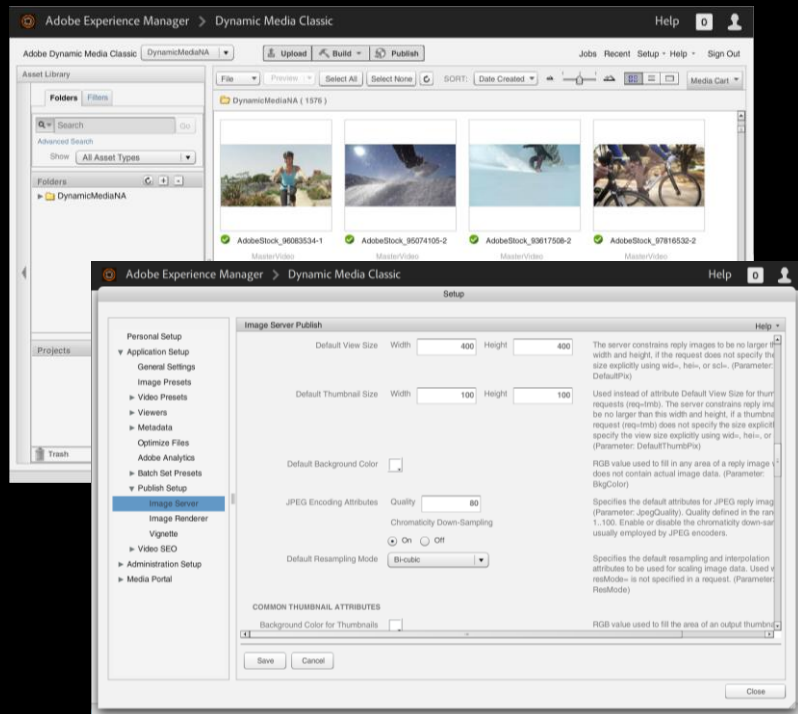 Adobe Experience Manager > Dynamic Media Classic Help 0
Adobe Dynamic Media Classic DynamicMediaNA Upload Build Publish Jobs Recent Setup Help Sign Out
Asset Library
File Preview Select All Select None SORT: Date Created Media Cart
Folders Filters
DynamicMediaNA ( 1576 )
Search Go
Advanced Search
Show All Asset Types
Folders
DynamicMediaNA
AdobeStock_96083534-1 AdobeStock_95074105-2 AdobeStock_93617508-2 AdobeStock_97816532-2
MasterVideo MasterVideo MasterVideo MasterVideo
Projects
Trash
Adobe Experience Manager > Dynamic Media Classic Help 0
Setup
Personal Setup
Application Setup
General Settings
Image Presets
Video Presets
Viewers
Metadata
Optimize Files
Adobe Analytics
Batch Set Presets
Publish Setup
Image Server
Image Renderer
Vignette
Video SEO
Administration Setup
Media Portal
Image Server Publish Help
Default View Size Width 400 Height 400
The server constrains reply images to be no larger
width and height, if the request does not specify the
size explicitly using wid=, hei=, or scl=. (Parameter:
DefaultPix)
Default Thumbnail Size Width 100 Height 100
Used instead of attribute Default View Size for
requests (req=tmb). The server constrains reply
be no larger than this width and height, if a
request (req=tmb) does not specify the size
specify the view size explicitly using wid=, hei=, or
(Parameter: DefaultThumbPix)
Default Background Color
RGB value used to fill in any area of a reply image
does not contain actual image data. (Parameter:
BkgColor)
JPEG Encoding Attributes Quality 80
Chromaticity Down-Sampling
On Off
Specifies the default attributes for JPEG reply
(Parameter: JpegQuality). Quality defined in the
1..100. Enable or disable the chromaticity
usually employed by JPEG encoders.
Default Resampling Mode Bi-cubic
Specifies the default resampling and interpolation
attributes to be used for scaling image data. Used
resMode= is not specified in a request. (Parameter:
ResMode)
COMMON THUMBNAIL ATTRIBUTES
Background Color for Thumbnails
RGB value used to fill the area of an output
Save Cancel
Close